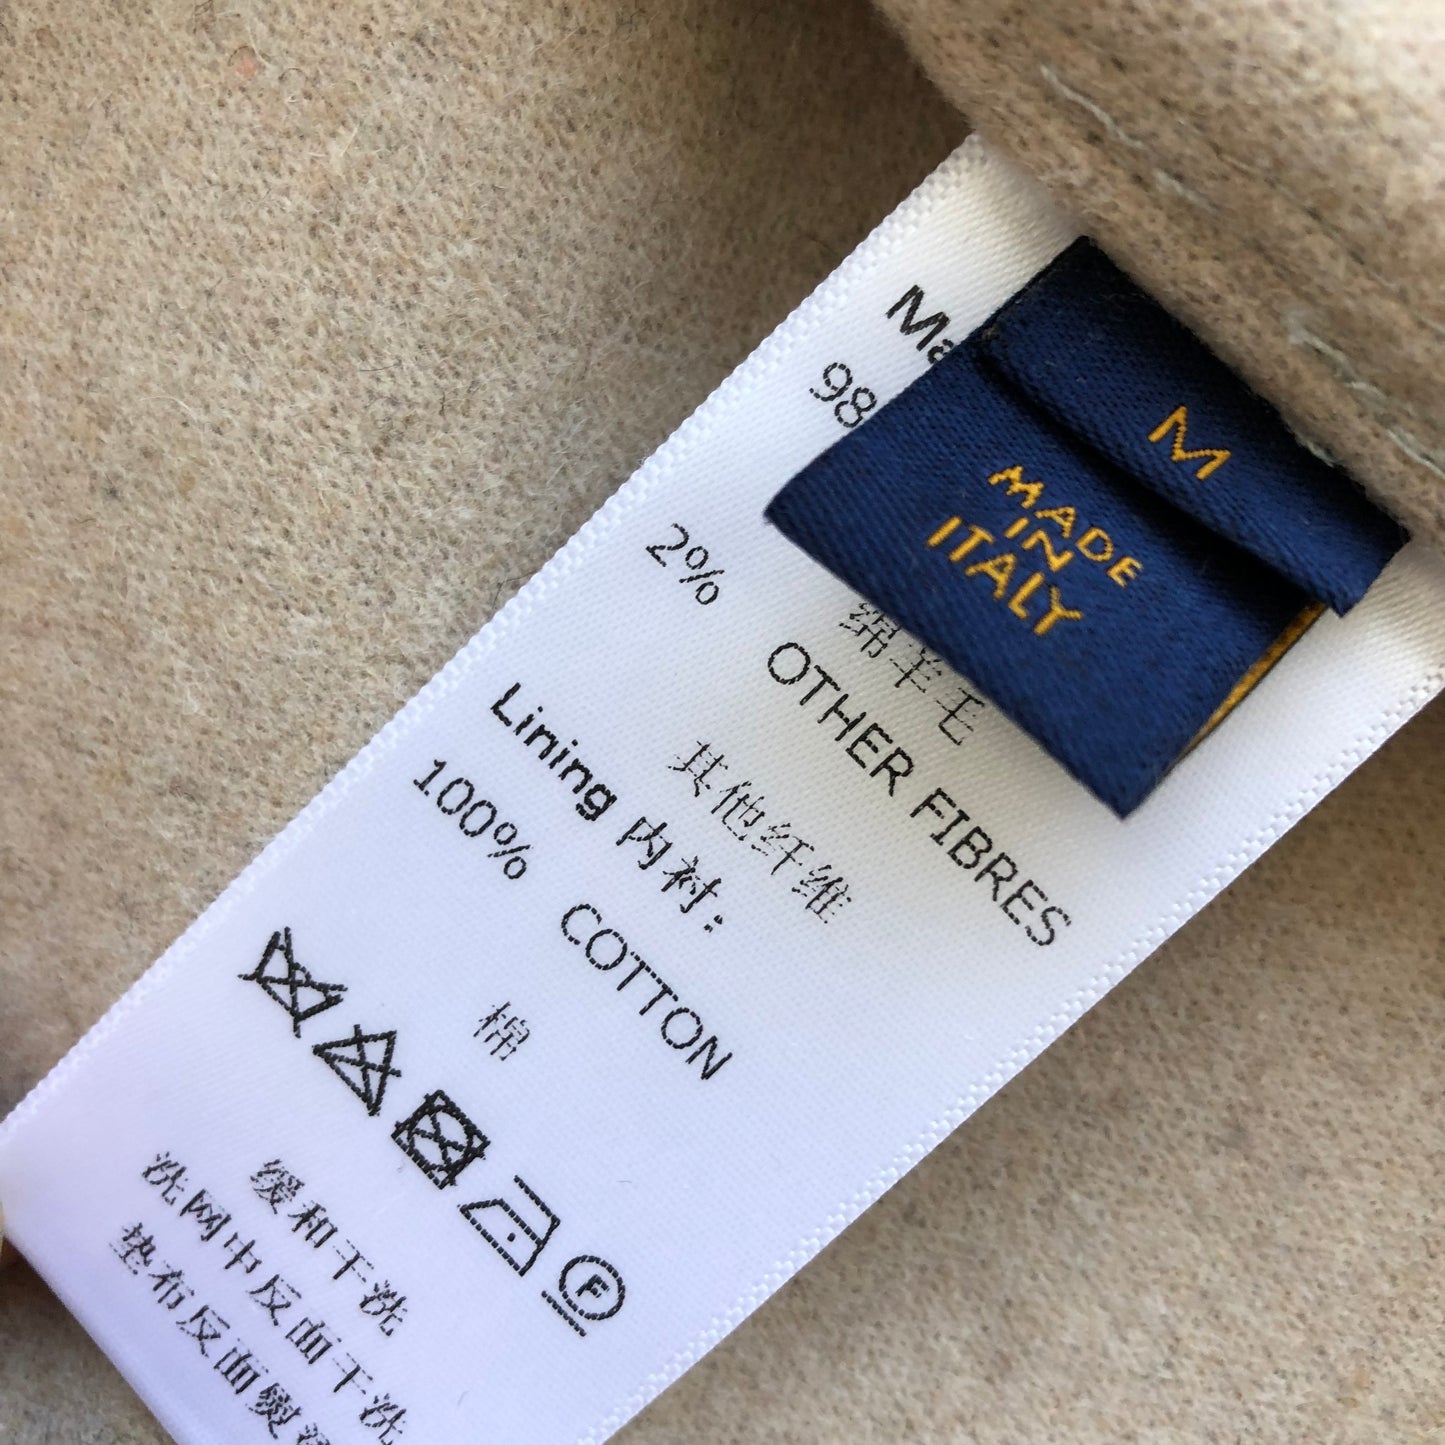 M
MADE
IN
ITALY
Ma
98
绵羊毛
2% OTHER FIBRES
其他纤维
Lining 内衬:
100% COTTON
棉
F
缓和干洗
洗网中反面干洗
垫布反面熨